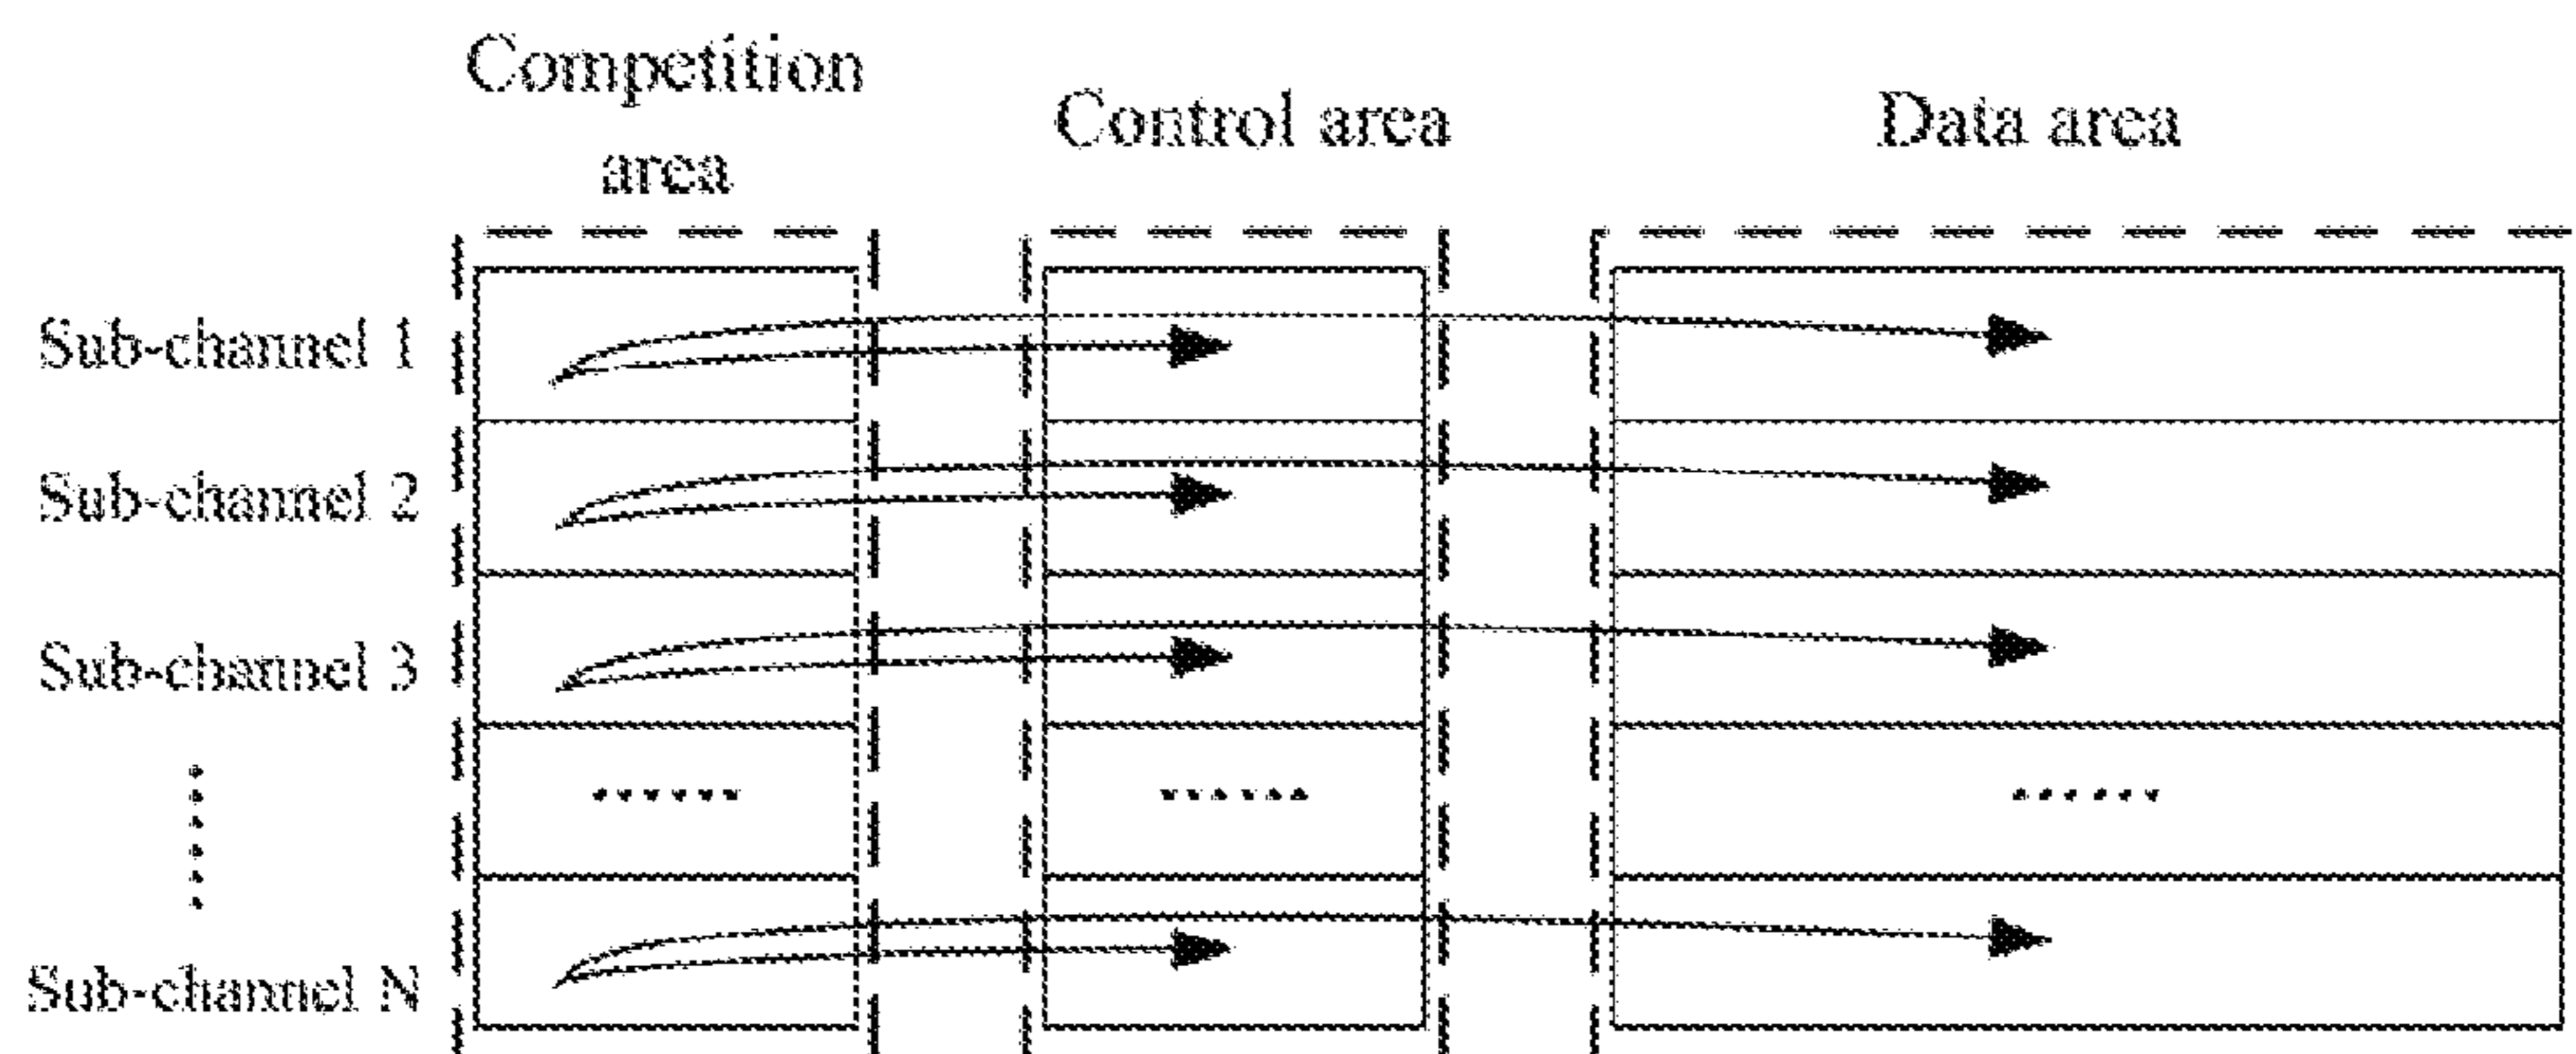 Competition
area
Control area
Data area
Sub-channel 1
Sub-channel 2
Sub-channel 3
......
......
......
......
Sub-channel N